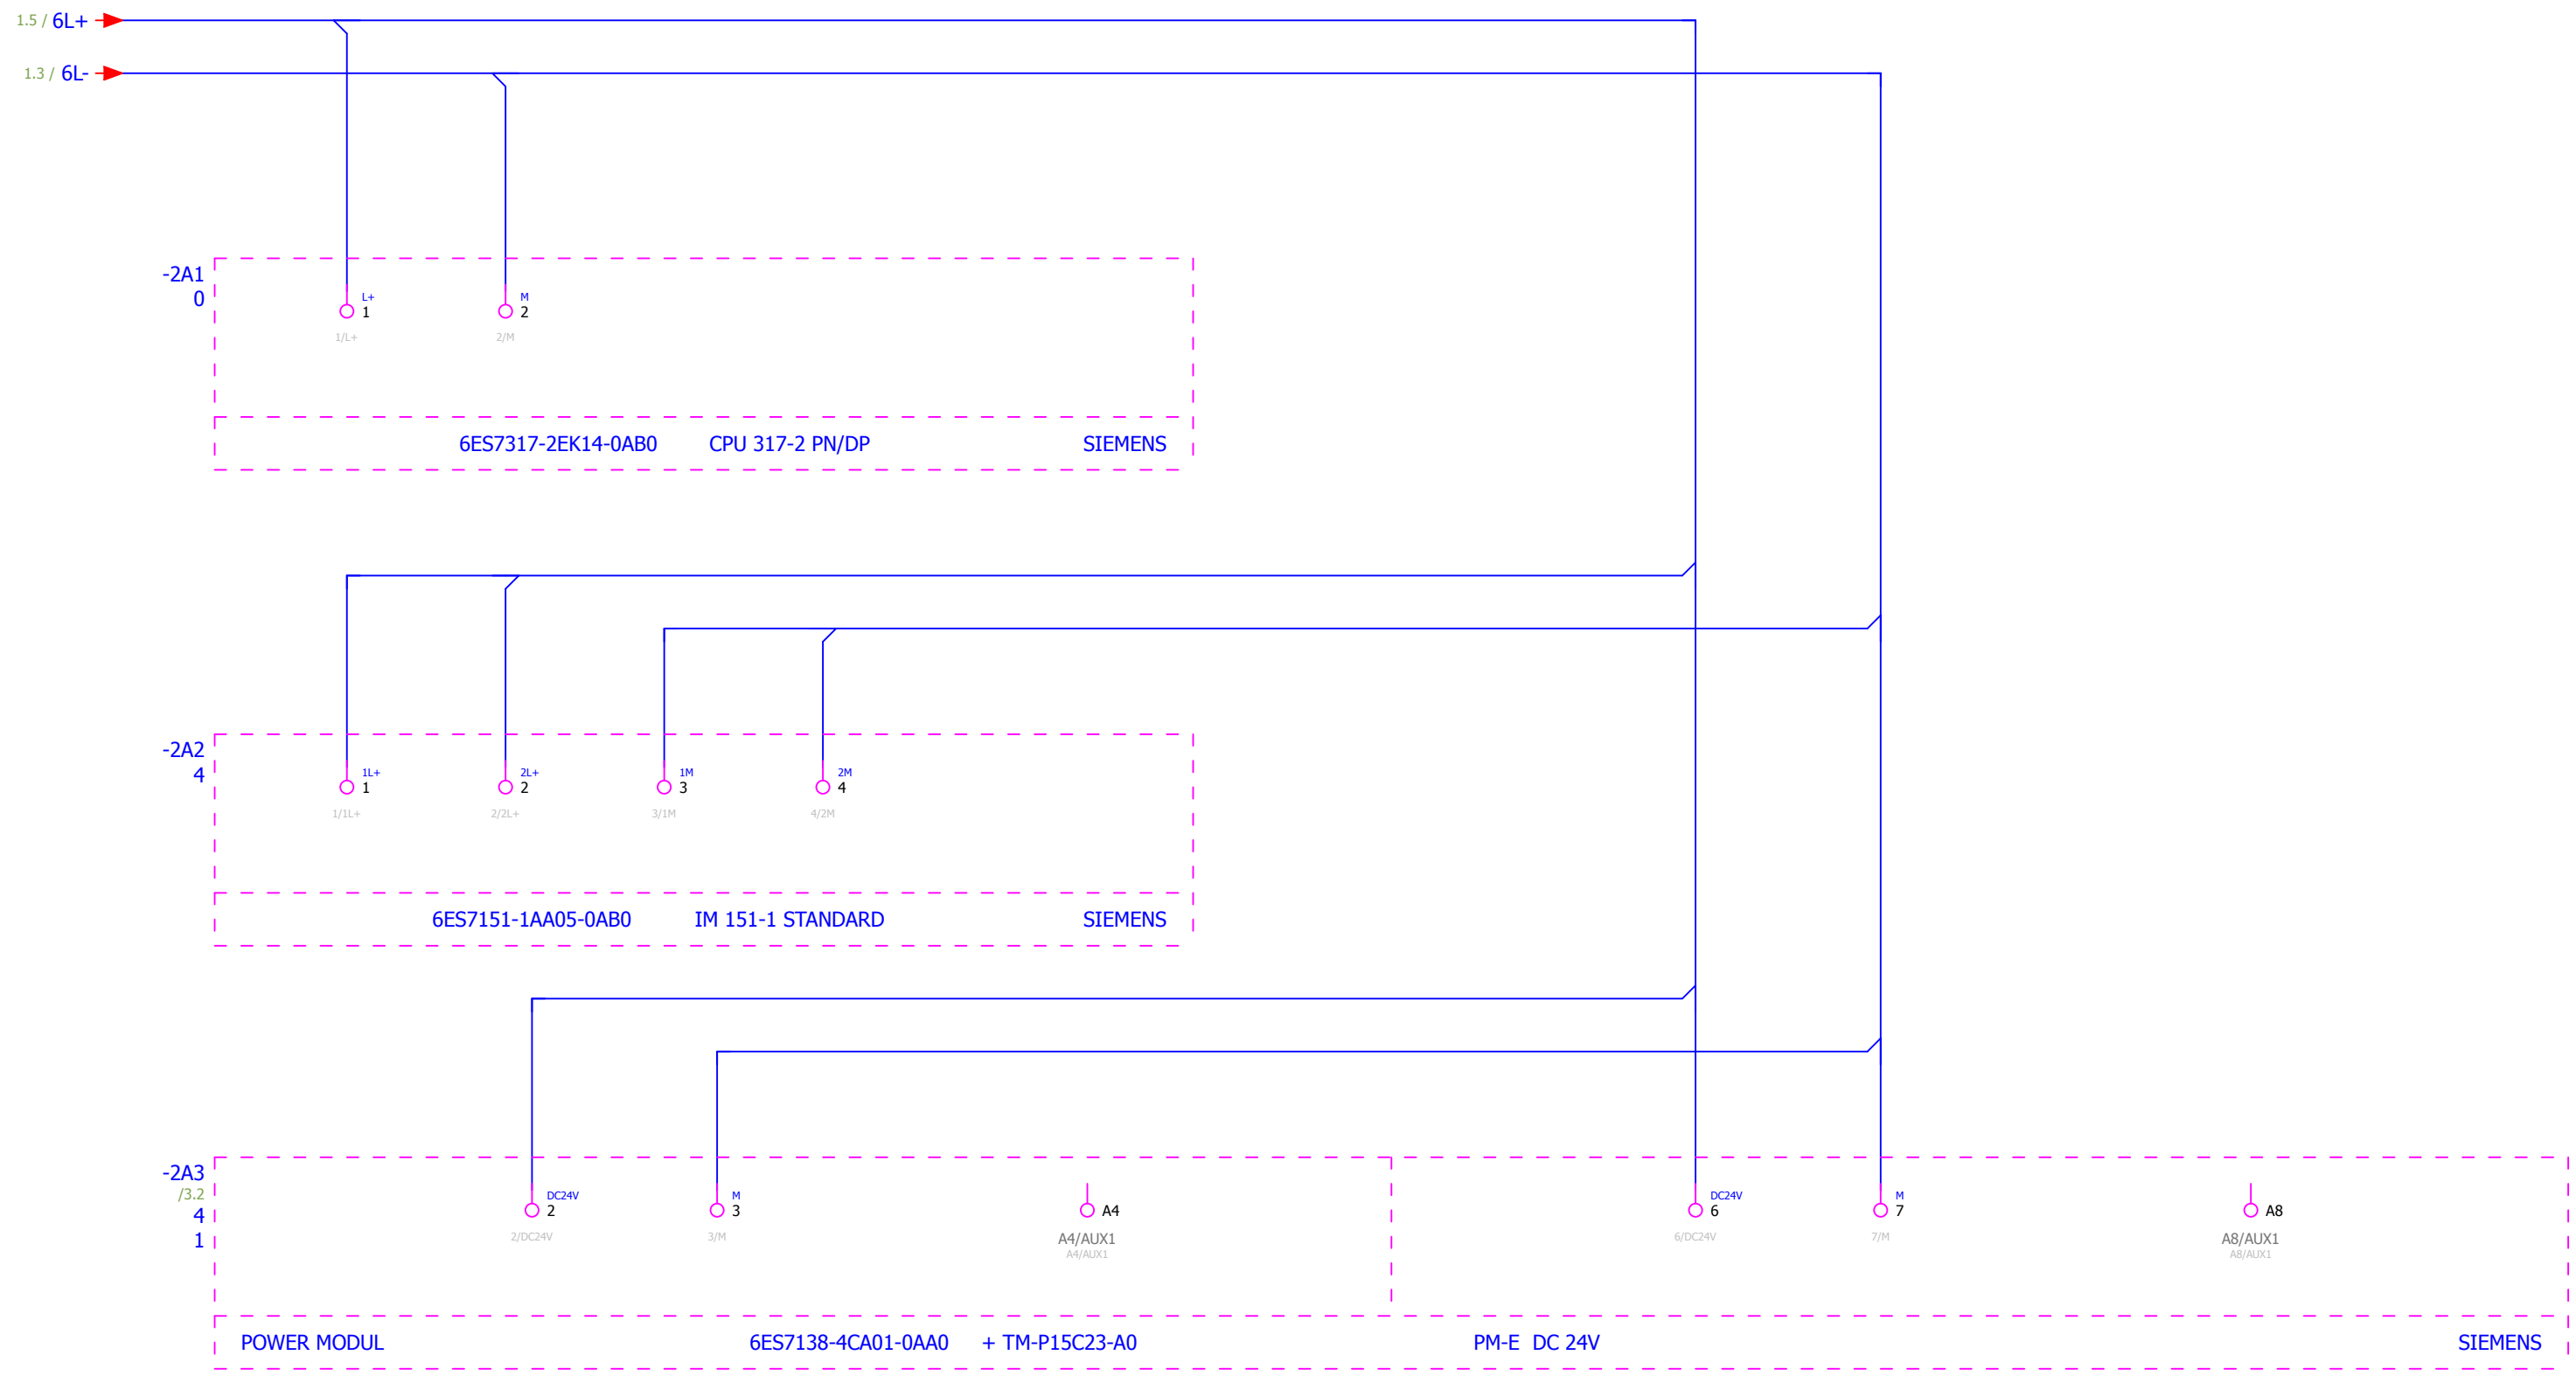 1.5 / 6L+
1.3 / 6L-
-2A1
0
L+
1
1/L+
M
2
2/M
6ES7317-2EK14-0AB0 CPU 317-2 PN/DP SIEMENS
-2A2
4
1L+
1
1/1L+
2L+
2
2/2L+
1M
3
3/1M
2M
4
4/2M
6ES7151-1AA05-0AB0 IM 151-1 STANDARD SIEMENS
-2A3
/3.2
4
1
DC24V
2
2/DC24V
M
3
3/M
A4
A4/AUX1
A4/AUX1
DC24V
6
6/DC24V
M
7
7/M
A8
A8/AUX1
A8/AUX1
POWER MODUL 6ES7138-4CA01-0AA0 + TM-P15C23-A0 PM-E DC 24V SIEMENS